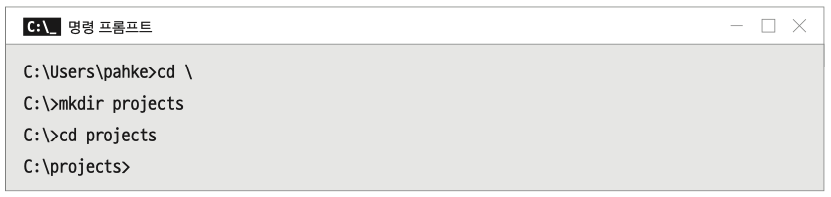 C:\_ 명령 프롬프트
C:\Users\pahke>cd \
C:\>mkdir projects
C:\>cd projects
C:\projects>